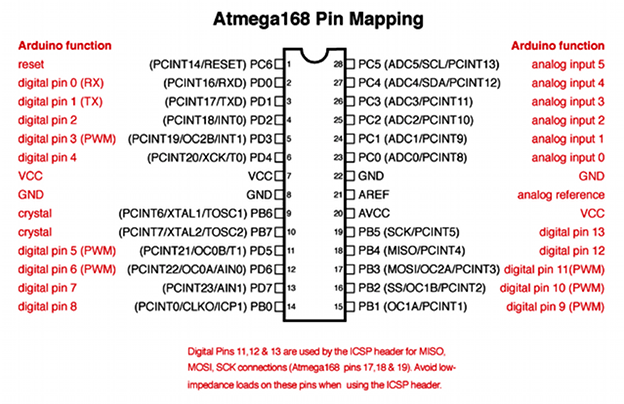 Atmega168 Pin Mapping
Arduino function Arduino function
reset (PCINT14/RESET) PC6 1 28 PC5 (ADC5/SCL/PCINT13) analog input 5
digital pin 0 (RX) (PCINT16/RXD) PD0 2 27 PC4 (ADC4/SDA/PCINT12) analog input 4
digital pin 1 (TX) (PCINT17/TXD) PD1 3 26 PC3 (ADC3/PCINT11) analog input 3
digital pin 2 (PCINT18/INT0) PD2 4 25 PC2 (ADC2/PCINT10) analog input 2
digital pin 3 (PWM) (PCINT19/OC2B/INT1) PD3 5 24 PC1 (ADC1/PCINT9) analog input 1
digital pin 4 (PCINT20/XCK/T0) PD4 6 23 PC0 (ADC0/PCINT8) analog input 0
VCC VCC 7 22 GND GND
GND GND 8 21 AREF analog reference
crystal (PCINT6/XTAL1/TOSC1) PB6 9 20 AVCC VCC
crystal (PCINT7/XTAL2/TOSC2) PB7 10 19 PB5 (SCK/PCINT5) digital pin 13
digital pin 5 (PWM) (PCINT21/OC0B/T1) PD5 11 18 PB4 (MISO/PCINT4) digital pin 12
digital pin 6 (PWM) (PCINT22/OC0A/AIN0) PD6 12 17 PB3 (MOSI/OC2A/PCINT3) digital pin 11(PWM)
digital pin 7 (PCINT23/AIN1) PD7 13 16 PB2 (SS/OC1B/PCINT2) digital pin 10 (PWM)
digital pin 8 (PCINT0/CLKO/ICP1) PB0 14 15 PB1 (OC1A/PCINT1) digital pin 9 (PWM)
Digital Pins 11,12 & 13 are used by the ICSP header for MISO,
MOSI, SCK connections (Atmega168 pins 17,18 & 19). Avoid low-
impedance loads on these pins when using the ICSP header.